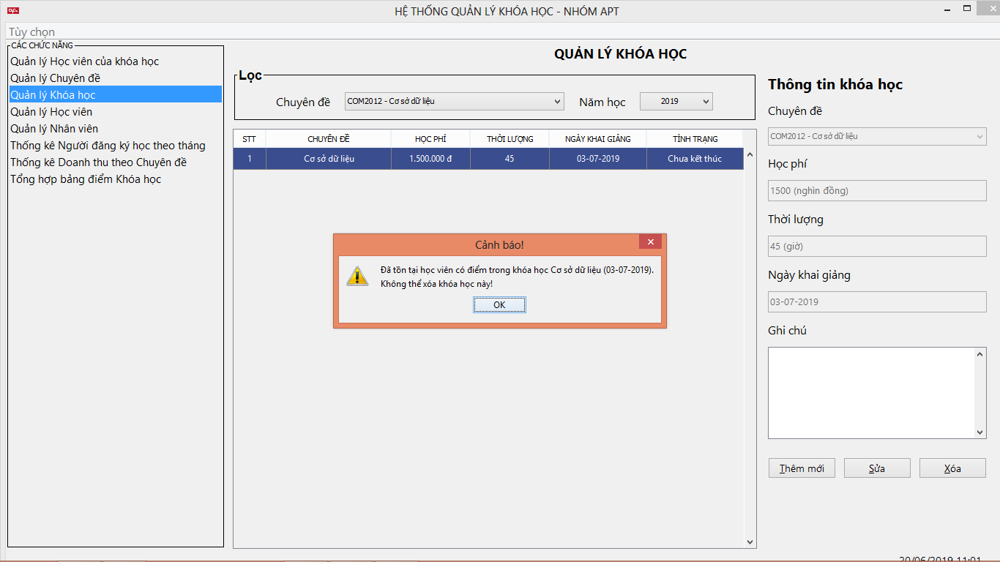 HỆ THỐNG QUẢN LÝ KHÓA HỌC - NHÓM APT
Tùy chọn
CÁC CHỨC NĂNG
Quản lý Học viên của khóa học
Quản lý Chuyên đề
Quản lý Khóa học
Quản lý Học viên
Quản lý Nhân viên
Thống kê Người đăng ký học theo tháng
Thống kê Doanh thu theo Chuyên đề
Tổng hợp bảng điểm Khóa học
QUẢN LÝ KHÓA HỌC
Lọc
Chuyên đề COM2012 - Cơ sở dữ liệu Năm học 2019
STT CHUYÊN ĐỀ HỌC PHÍ THỜI LƯỢNG NGÀY KHAI GIẢNG TÌNH TRẠNG
1 Cơ sở dữ liệu 1.500.000 đ 45 03-07-2019 Chưa kết thúc
Cảnh báo!
Đã tồn tại học viên có điểm trong khóa học Cơ sở dữ liệu (03-07-2019).
Không thể xóa khóa học này!
OK
Thông tin khóa học
Chuyên đề
COM2012 - Cơ sở dữ liệu
Học phí
1500 (nghìn đồng)
Thời lượng
45 (giờ)
Ngày khai giảng
03-07-2019
Ghi chú
Thêm mới Sửa Xóa
20/06/2019 11:01